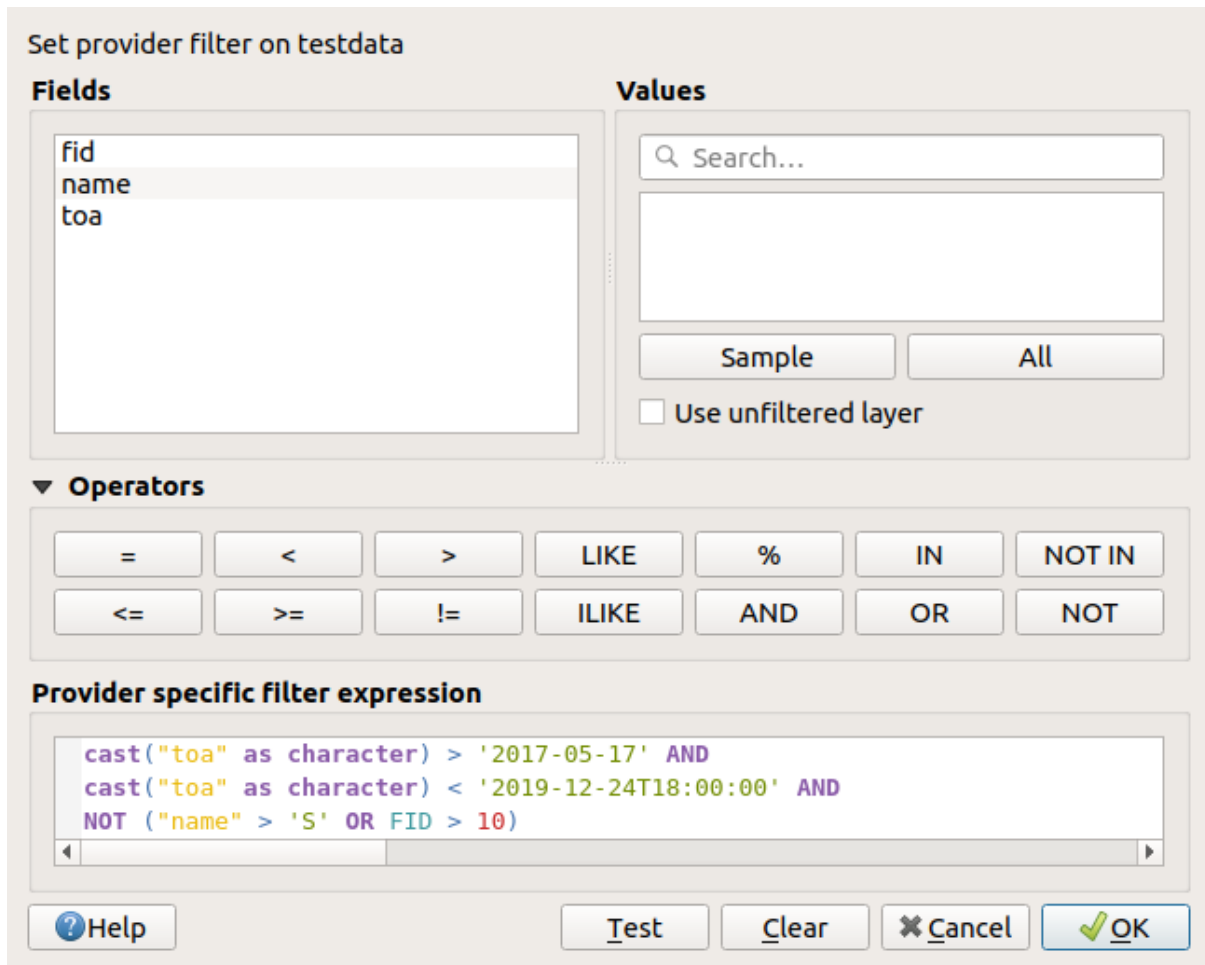 Set provider filter on testdata
Fields
Values
fid
name
toa
Search...
Sample
All
Use unfiltered layer
Operators
= < > LIKE % IN NOT IN
<= >= != ILIKE AND OR NOT
Provider specific filter expression
cast("toa" as character) > '2017-05-17' AND
cast("toa" as character) < '2019-12-24T18:00:00' AND
NOT ("name" > 'S' OR FID > 10)
Help Test Clear Cancel OK